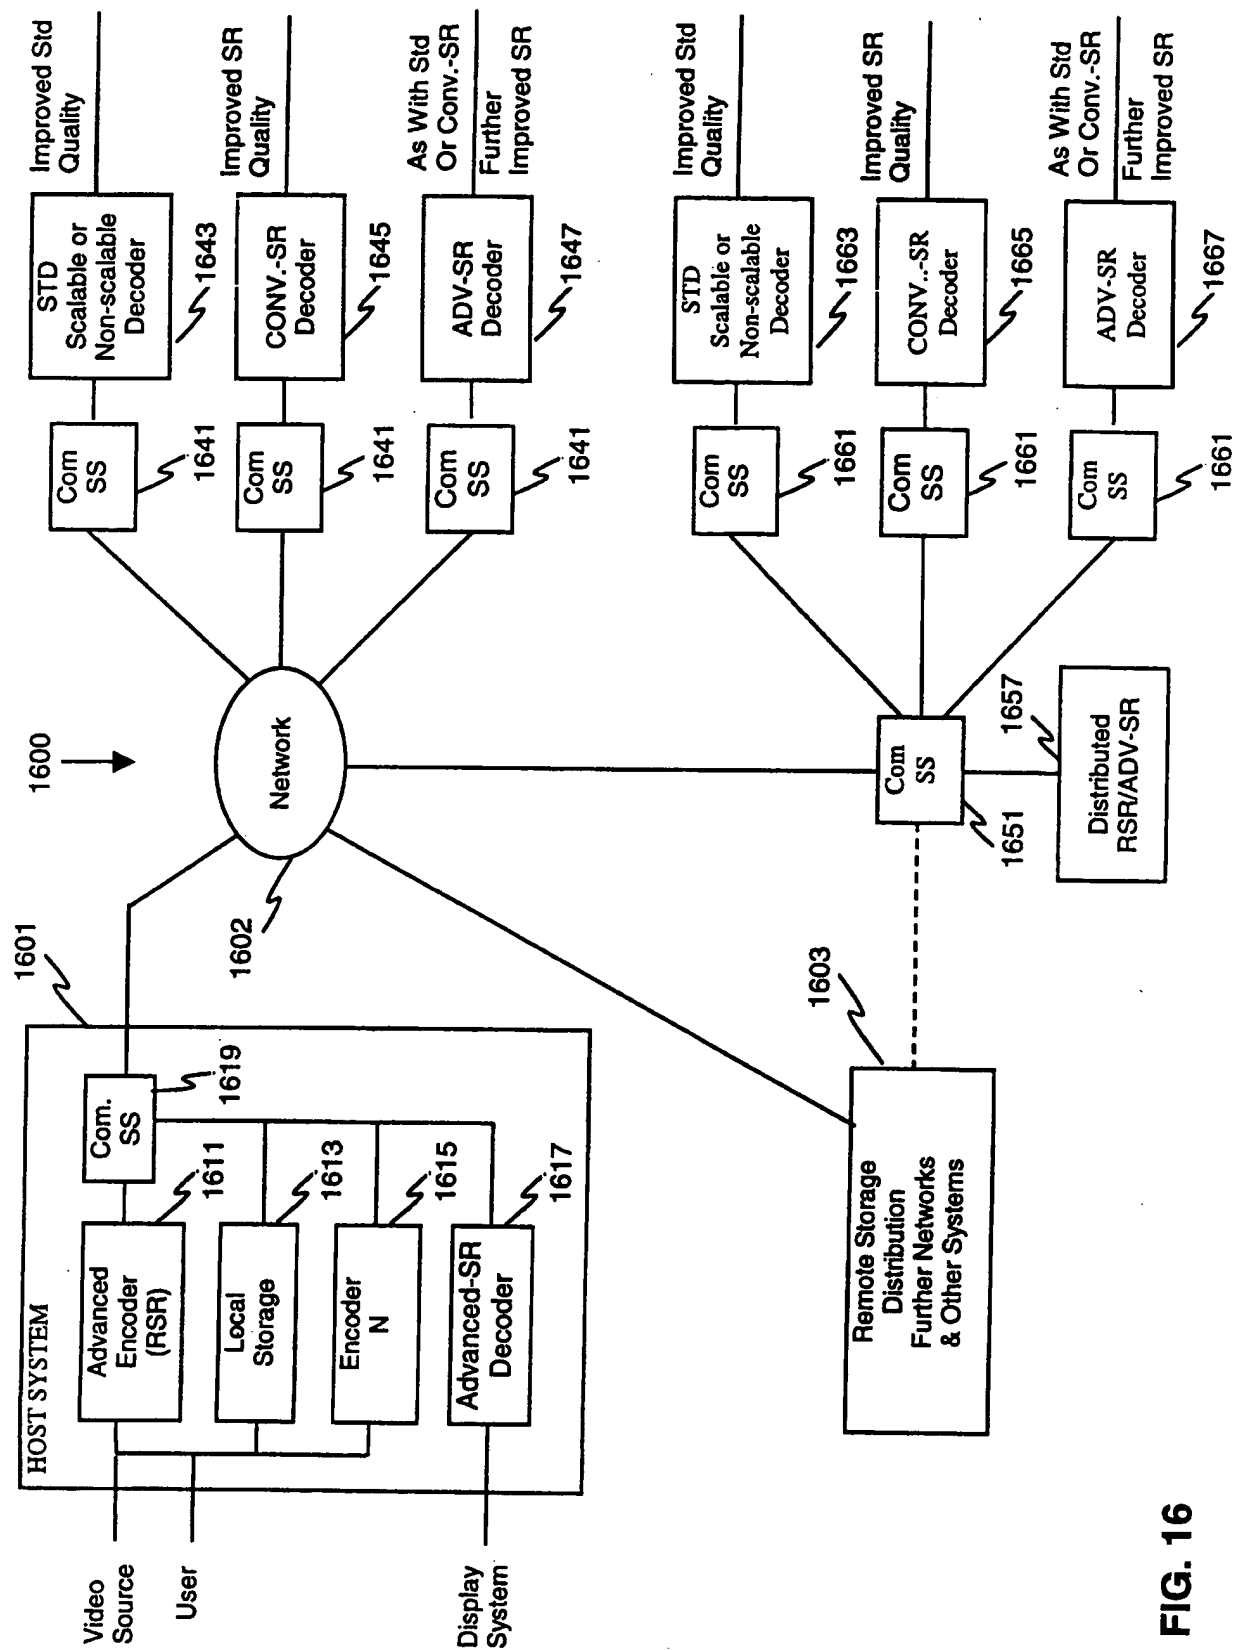 1600
1601
HOST SYSTEM
Video
Source
User
Display
System
Advanced
Encoder
(RSR)
1611
Local
Storage
1613
Encoder
N
1615
Advanced-SR
Decoder
1617
Com.
SS
1619
Network
1602
Com
SS
1641
STD
Scalable or
Non-scalable
Decoder
1643
Improved Std
Quality
Com
SS
1641
CONV.-SR
Decoder
1645
Improved SR
Quality
Com
SS
1641
ADV-SR
Decoder
1647
As With Std
Or Conv.-SR
Further
Improved SR
Remote Storage
Distribution
Further Networks
& Other Systems
1603
Com
SS
1651
Distributed
RSR/ADV-SR
1657
Com
SS
1661
STD
Scalable or
Non-scalable
Decoder
1663
Improved Std
Quality
Com
SS
1661
CONV..-SR
Decoder
1665
Improved SR
Quality
Com
SS
1661
ADV-SR
Decoder
1667
As With Std
Or Conv.-SR
Further
Improved SR
FIG. 16